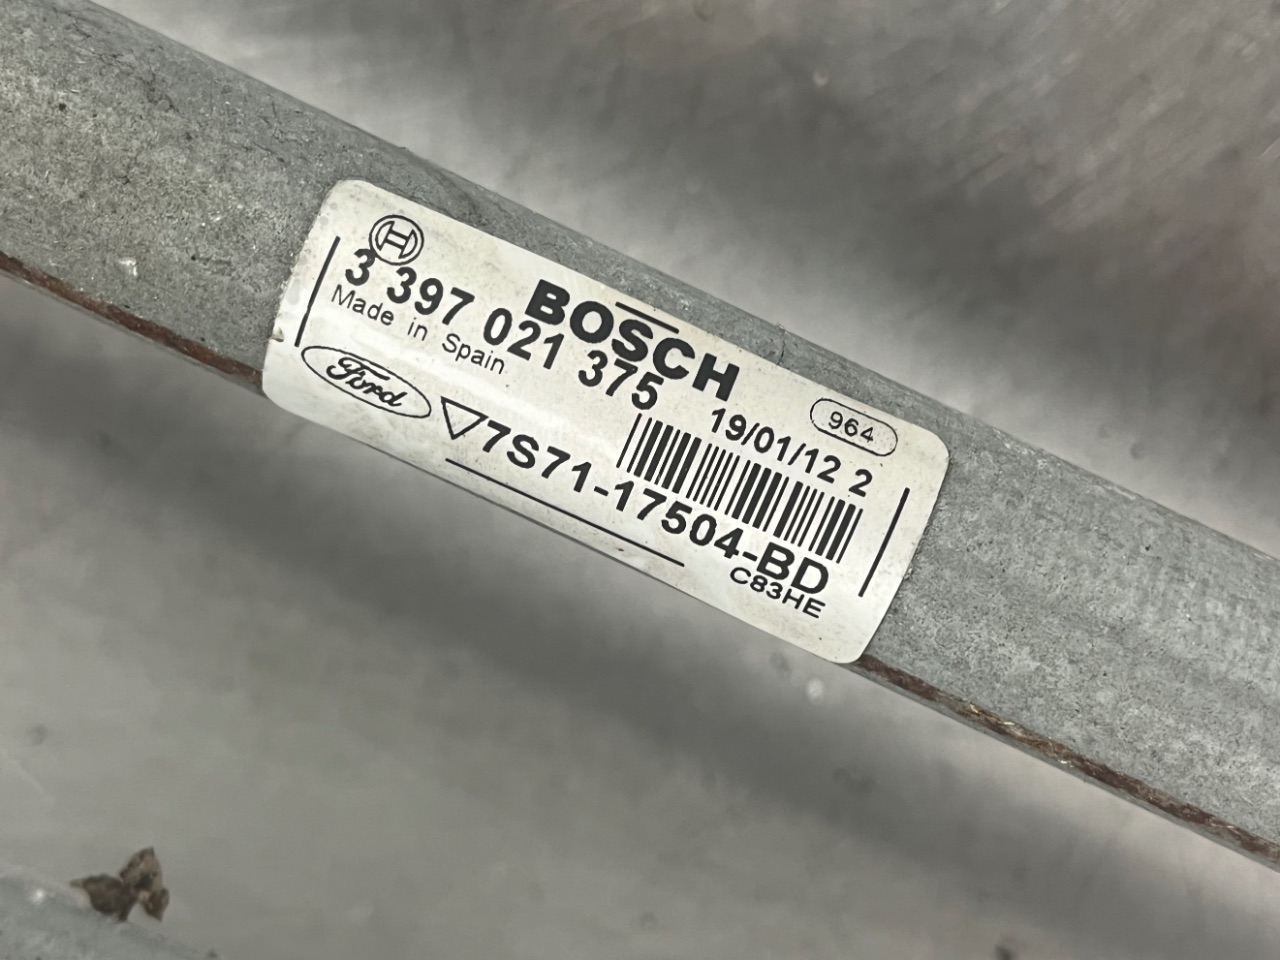 BOSCH
3 397 021 375
Made in Spain
964
19/01/12 2
Ford
7S71-17504-BD
C83HE